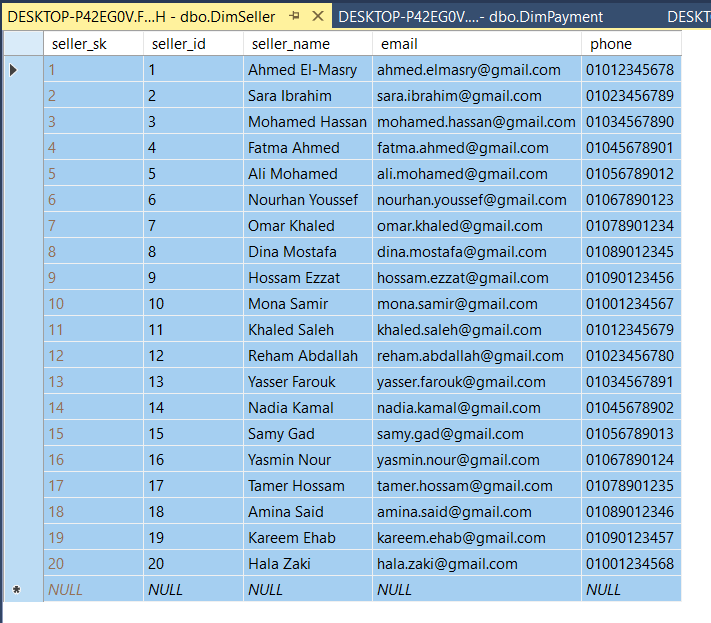 DESKTOP-P42EG0V.F...H - dbo.DimSeller DESKTOP-P42EG0V....- dbo.DimPayment DESKT
seller_sk seller_id seller_name email phone
1 1 Ahmed El-Masry ahmed.elmasry@gmail.com 01012345678
2 2 Sara Ibrahim sara.ibrahim@gmail.com 01023456789
3 3 Mohamed Hassan mohamed.hassan@gmail.com 01034567890
4 4 Fatma Ahmed fatma.ahmed@gmail.com 01045678901
5 5 Ali Mohamed ali.mohamed@gmail.com 01056789012
6 6 Nourhan Youssef nourhan.youssef@gmail.com 01067890123
7 7 Omar Khaled omar.khaled@gmail.com 01078901234
8 8 Dina Mostafa dina.mostafa@gmail.com 01089012345
9 9 Hossam Ezzat hossam.ezzat@gmail.com 01090123456
10 10 Mona Samir mona.samir@gmail.com 01001234567
11 11 Khaled Saleh khaled.saleh@gmail.com 01012345679
12 12 Reham Abdallah reham.abdallah@gmail.com 01023456780
13 13 Yasser Farouk yasser.farouk@gmail.com 01034567891
14 14 Nadia Kamal nadia.kamal@gmail.com 01045678902
15 15 Samy Gad samy.gad@gmail.com 01056789013
16 16 Yasmin Nour yasmin.nour@gmail.com 01067890124
17 17 Tamer Hossam tamer.hossam@gmail.com 01078901235
18 18 Amina Said amina.said@gmail.com 01089012346
19 19 Kareem Ehab kareem.ehab@gmail.com 01090123457
20 20 Hala Zaki hala.zaki@gmail.com 01001234568
NULL NULL NULL NULL NULL